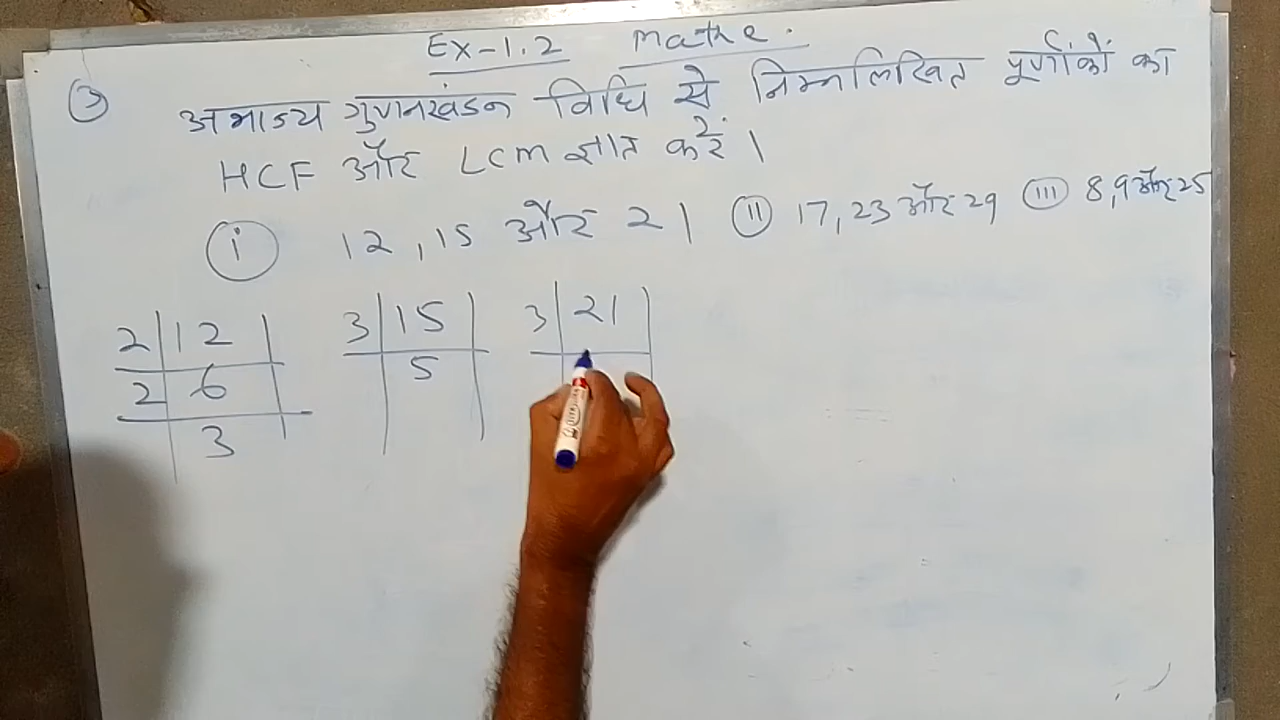 Ex-1.2 Maths.
③ अभाज्य गुणनखंडन विधि से निम्नलिखित पूर्णांकों का
HCF और LCM ज्ञात करें।
ⓘ 12, 15 और 21 ⓘⓘ 17, 23 और 29 ⓘⓘⓘ 8, 9 और 25
2 12 3 15 3 21
2 6 5
3